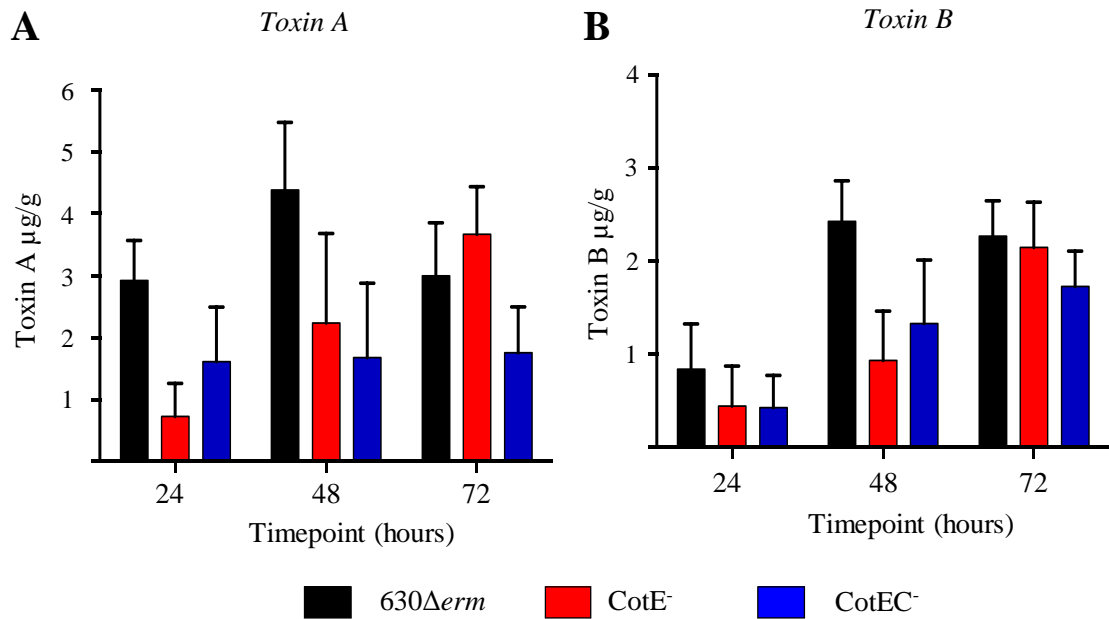 A
Toxin A
Toxin A µg/g
6
5
4
3
2
1
24
48
72
Timepoint (hours)
B
Toxin B
Toxin B µg/g
4
3
2
1
24
48
72
Timepoint (hours)
630Δerm
CotE⁻
CotEC⁻